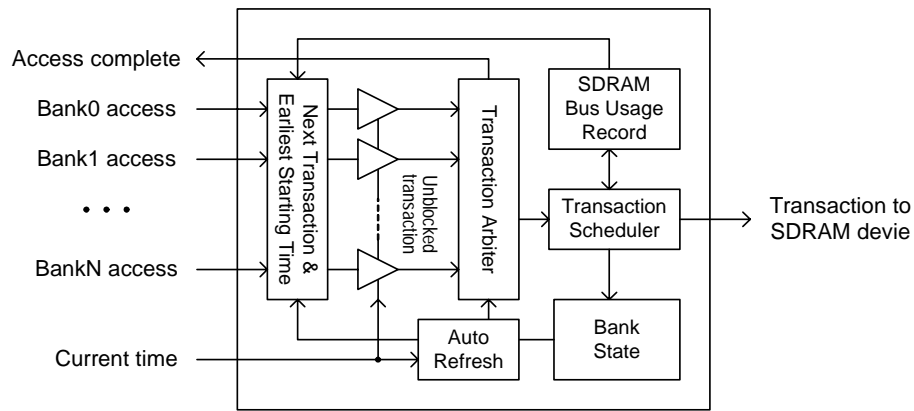 Access complete
Bank0 access
Bank1 access
• • •
BankN access
Current time
Next Transaction &
Earliest Starting Time
Unblocked
transaction
Transaction Arbiter
SDRAM
Bus Usage
Record
Transaction
Scheduler
Auto
Refresh
Bank
State
Transaction to
SDRAM devie